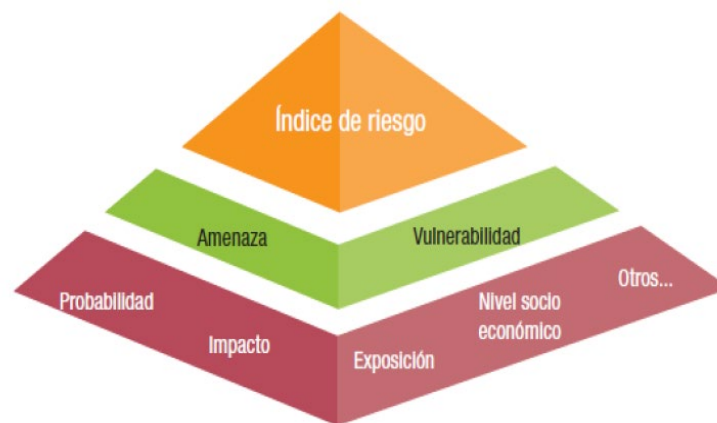 Índice de riesgo
Amenaza
Vulnerabilidad
Probabilidad
Impacto
Exposición
Nivel socio
económico
Otros...